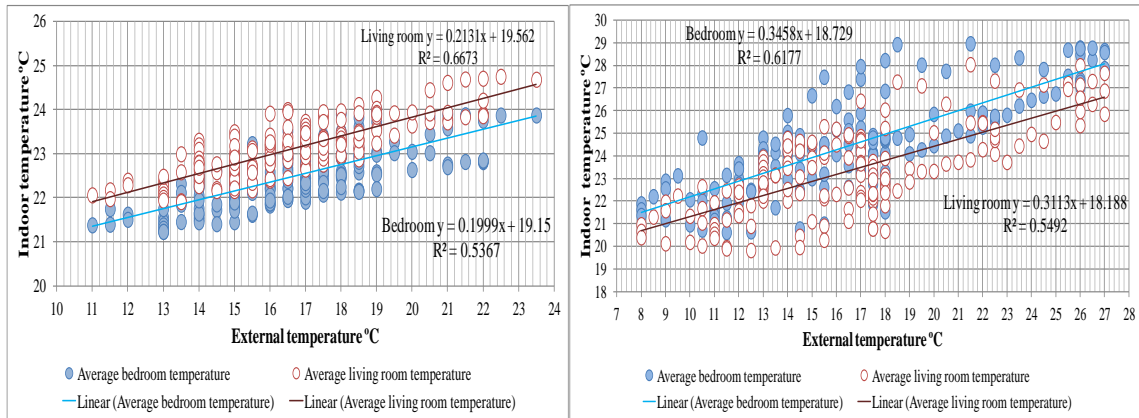 26
25
24
23
22
21
20
10 11 12 13 14 15 16 17 18 19 20 21 22 23 24
Indoor temperature ºC
External temperature ºC
Living room y = 0.2131x + 19.562
R² = 0.6673
Bedroom y = 0.1999x + 19.15
R² = 0.5367
Average bedroom temperature
Average living room temperature
Linear (Average bedroom temperature)
Linear (Average living room temperature)
30
29
28
27
26
25
24
23
22
21
20
19
18
7 8 9 10 11 12 13 14 15 16 17 18 19 20 21 22 23 24 25 26 27 28
Indoor temperature ºC
External temperature ºC
Bedroom y = 0.3458x + 18.729
R² = 0.6177
Living room y = 0.3113x + 18.188
R² = 0.5492
Average bedroom temperature
Average living room temperature
Linear (Average bedroom temperature)
Linear (Average living room temperature)